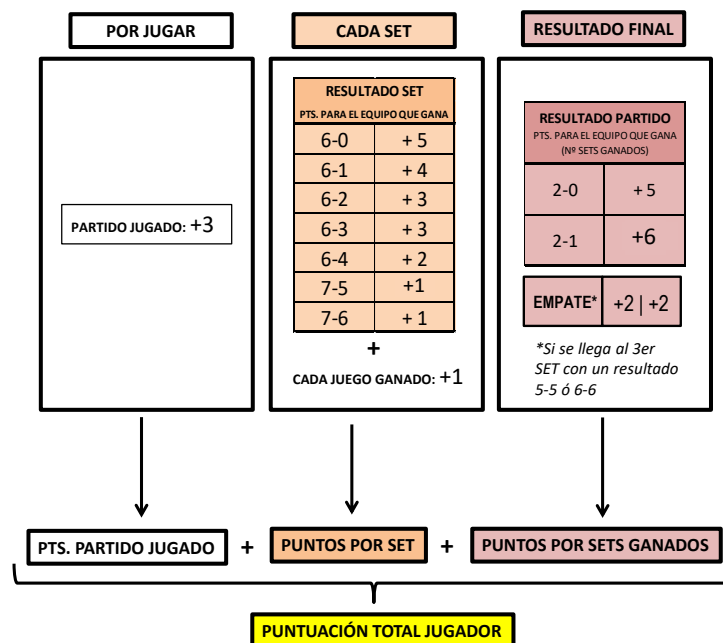 POR JUGAR
PARTIDO JUGADO: +3
CADA SET
RESULTADO SET
PTS. PARA EL EQUIPO QUE GANA
6-0 + 5
6-1 + 4
6-2 + 3
6-3 + 3
6-4 + 2
7-5 +1
7-6 + 1
+
CADA JUEGO GANADO: +1
RESULTADO FINAL
RESULTADO PARTIDO
PTS. PARA EL EQUIPO QUE GANA
(Nº SETS GANADOS)
2-0 + 5
2-1 +6
EMPATE* +2 | +2
*Si se llega al 3er
SET con un resultado
5-5 ó 6-6
PTS. PARTIDO JUGADO + PUNTOS POR SET + PUNTOS POR SETS GANADOS
PUNTUACIÓN TOTAL JUGADOR